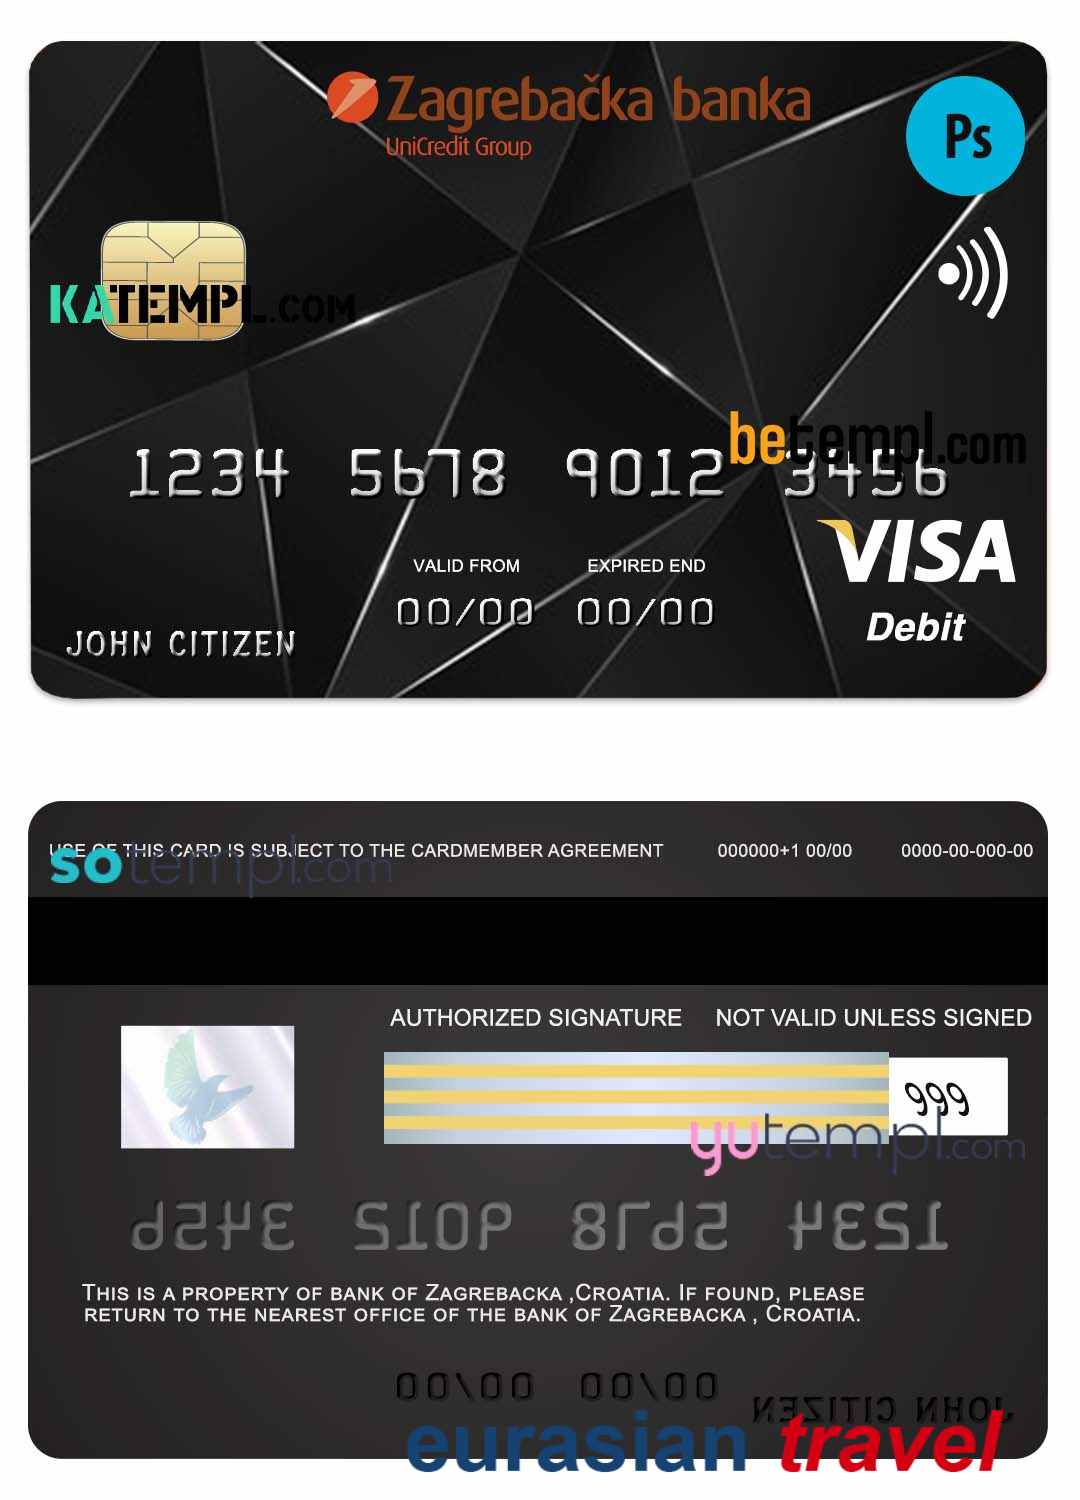 Zagrebačka banka
UniCredit Group
Ps
KATEMPL.COM
betempl.com
1234 5678 9012 3456
VISA
VALID FROM EXPIRED END
00/00 00/00
Debit
JOHN CITIZEN
USE OF THIS CARD IS SUBJECT TO THE CARDMEMBER AGREEMENT 000000+1 00/00 0000-00-000-00
sotempl.com
AUTHORIZED SIGNATURE NOT VALID UNLESS SIGNED
999
yutempl.com
1234 5678 9012 3456
THIS IS A PROPERTY OF BANK OF ZAGREBACKA ,CROATIA. IF FOUND, PLEASE
RETURN TO THE NEAREST OFFICE OF THE BANK OF ZAGREBACKA , CROATIA.
00/00 00/00
JOHN CITIZEN
eurasian travel